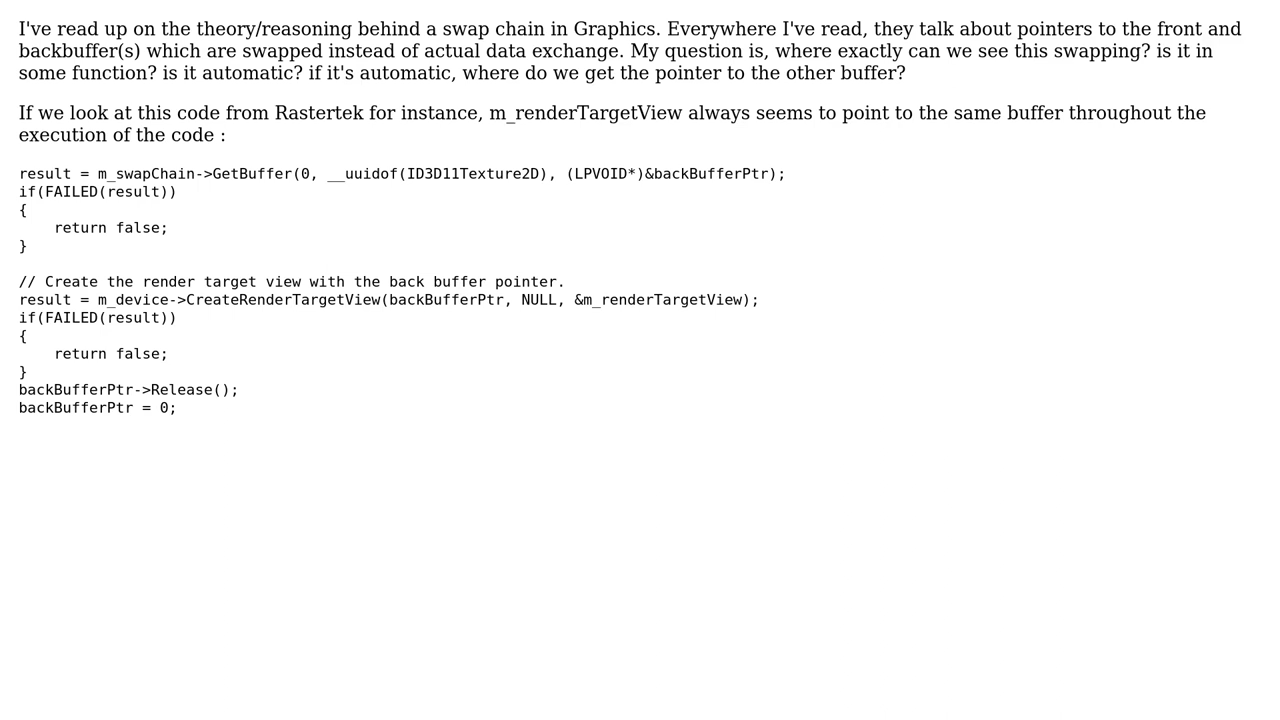 I've read up on the theory/reasoning behind a swap chain in Graphics. Everywhere I've read, they talk about pointers to the front and
backbuffer(s) which are swapped instead of actual data exchange. My question is, where exactly can we see this swapping? is it in
some function? is it automatic? if it's automatic, where do we get the pointer to the other buffer?
If we look at this code from Rastertek for instance, m_renderTargetView always seems to point to the same buffer throughout the
execution of the code :
result = m_swapChain->GetBuffer(0, __uuidof(ID3D11Texture2D), (LPVOID*)&backBufferPtr);
if(FAILED(result))
{
    return false;
}
// Create the render target view with the back buffer pointer.
result = m_device->CreateRenderTargetView(backBufferPtr, NULL, &m_renderTargetView);
if(FAILED(result))
{
    return false;
}
backBufferPtr->Release();
backBufferPtr = 0;